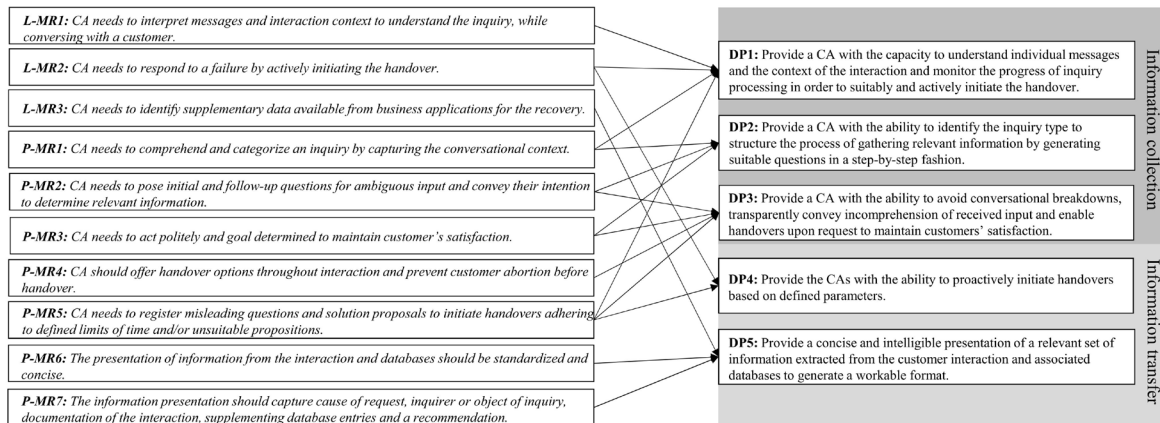 L-MR1: CA needs to interpret messages and interaction context to understand the inquiry, while
conversing with a customer.
L-MR2: CA needs to respond to a failure by actively initiating the handover.
L-MR3: CA needs to identify supplementary data available from business applications for the recovery.
P-MR1: CA needs to comprehend and categorize an inquiry by capturing the conversational context.
P-MR2: CA needs to pose initial and follow-up questions for ambiguous input and convey their intention
to determine relevant information.
P-MR3: CA needs to act politely and goal determined to maintain customer's satisfaction.
P-MR4: CA should offer handover options throughout interaction and prevent customer abortion before
handover.
P-MR5: CA needs to register misleading questions and solution proposals to initiate handovers adhering
to defined limits of time and/or unsuitable propositions.
P-MR6: The presentation of information from the interaction and databases should be standardized and
concise.
P-MR7: The information presentation should capture cause of request, inquirer or object of inquiry,
documentation of the interaction, supplementing database entries and a recommendation.
DP1: Provide a CA with the capacity to understand individual messages
and the context of the interaction and monitor the progress of inquiry
processing in order to suitably and actively initiate the handover.
DP2: Provide a CA with the ability to identify the inquiry type to
structure the process of gathering relevant information by generating
suitable questions in a step-by-step fashion.
DP3: Provide a CA with the ability to avoid conversational breakdowns,
transparently convey incomprehension of received input and enable
handovers upon request to maintain customers' satisfaction.
DP4: Provide the CAs with the ability to proactively initiate handovers
based on defined parameters.
DP5: Provide a concise and intelligible presentation of a relevant set of
information extracted from the customer interaction and associated
databases to generate a workable format.
Information collection
Information transfer